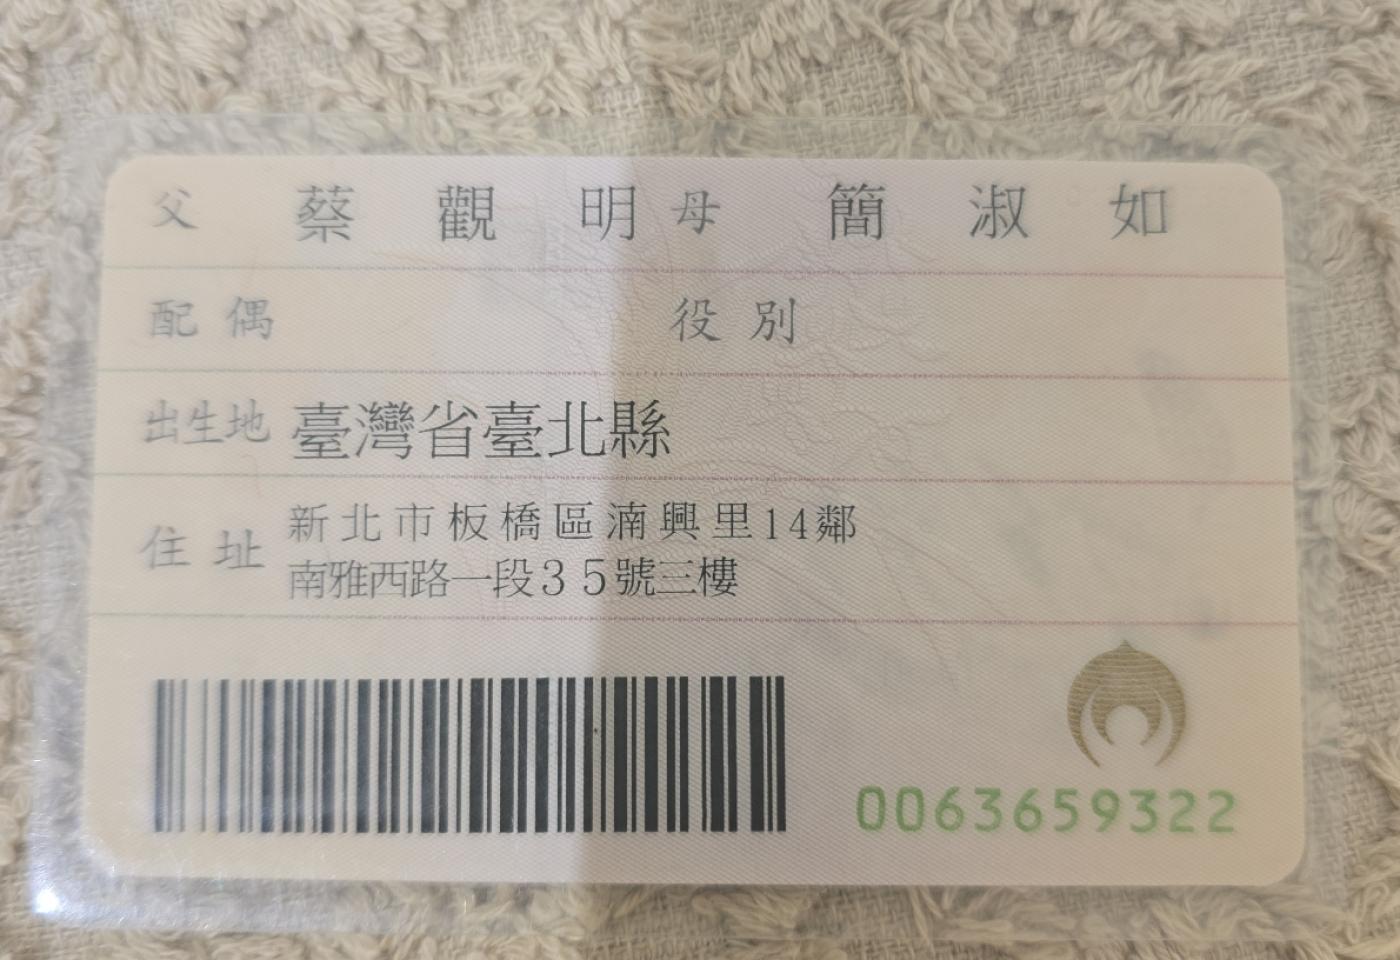 父 蔡觀明 母 簡淑如
配偶 役別
出生地 臺灣省臺北縣
住址 新北市板橋區湳興里14鄰
南雅西路一段35號三樓
0063659322